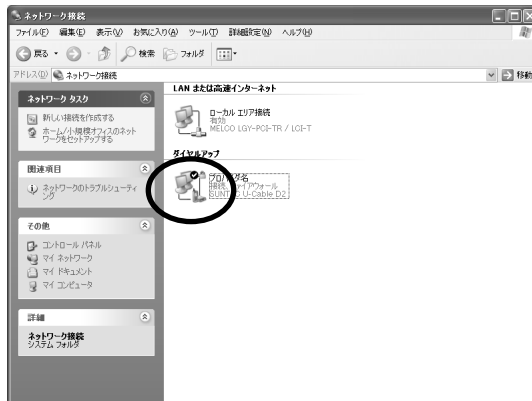 ネットワーク接続
ファイル(F) 編集(E) 表示(V) お気に入り(A) ツール(T) 詳細設定(N) ヘルプ(H)
戻る 検索 フォルダ
アドレス(D) ネットワーク接続 移動
ネットワーク タスク
新しい接続を作成する
ホーム/小規模オフィスのネット
ワークをセットアップする
関連項目
ネットワークのトラブルシューティ
ング
その他
コントロール パネル
マイ ネットワーク
マイ ドキュメント
マイ コンピュータ
詳細
ネットワーク接続
システム フォルダ
LAN または高速インターネット
ローカル エリア接続
有効
MELCO LGY-PCI-TR / LCI-T
ダイヤルアップ
プロバイダ名
U-Cable D2